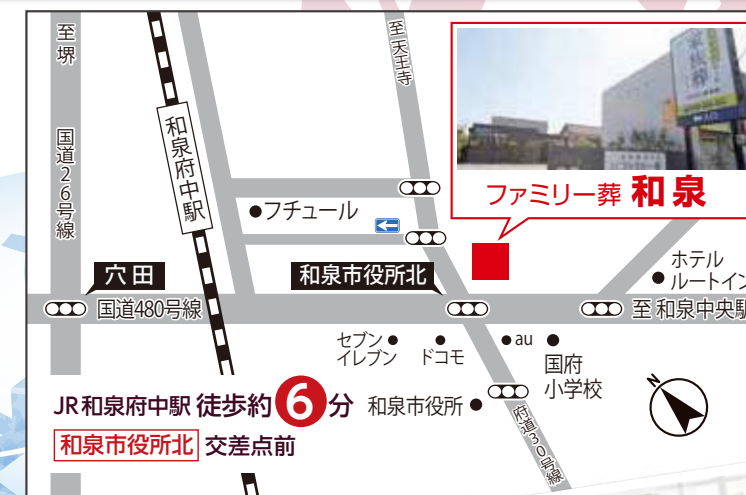 至堺
国道26号線
和泉府中駅
至天王寺
家族葬
ファミリー葬 和泉
●フチュール
穴田
和泉市役所北
国道480号線
ホテル
ルートイン
至 和泉中央駅
セブン
イレブン
ドコモ
au
国府
小学校
和泉市役所
府道30号線
N
JR和泉府中駅 徒歩約6分
和泉市役所北 交差点前